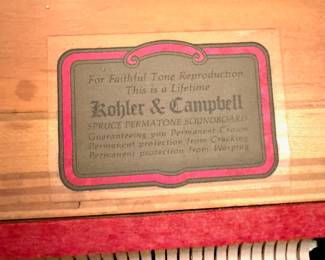 For Faithful Tone Reproduction
This is a Lifetime
Kohler & Campbell
SPRUCE PERMATONE SOUNDBOARD
Guaranteeing you Permanent Crown
Permanent protection from Cracking
Permanent protection from Warping